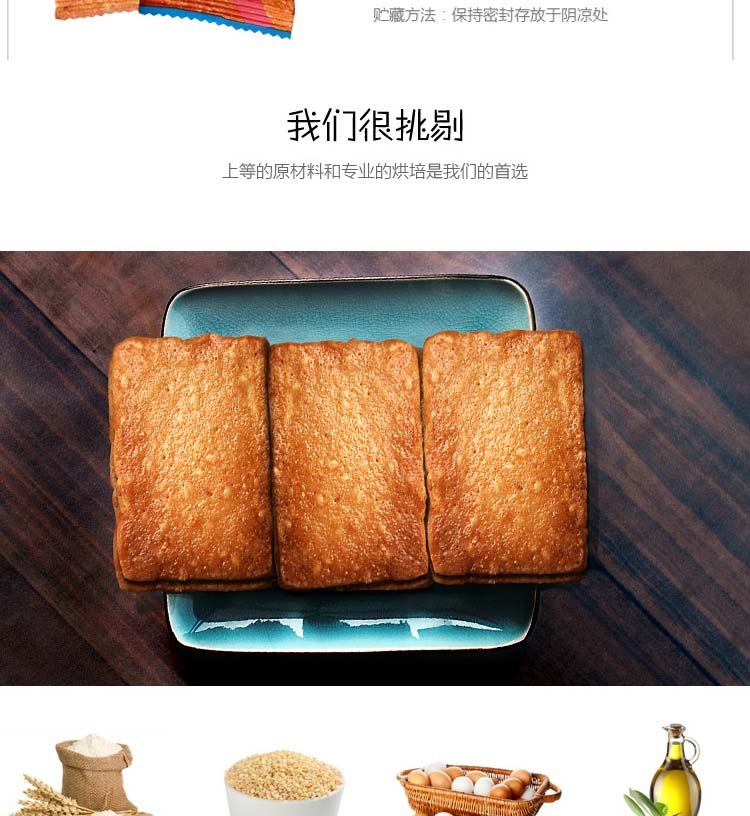 贮藏方法：保持密封存放于阴凉处
我们很挑剔
上等的原材料和专业的烘培是我们的首选